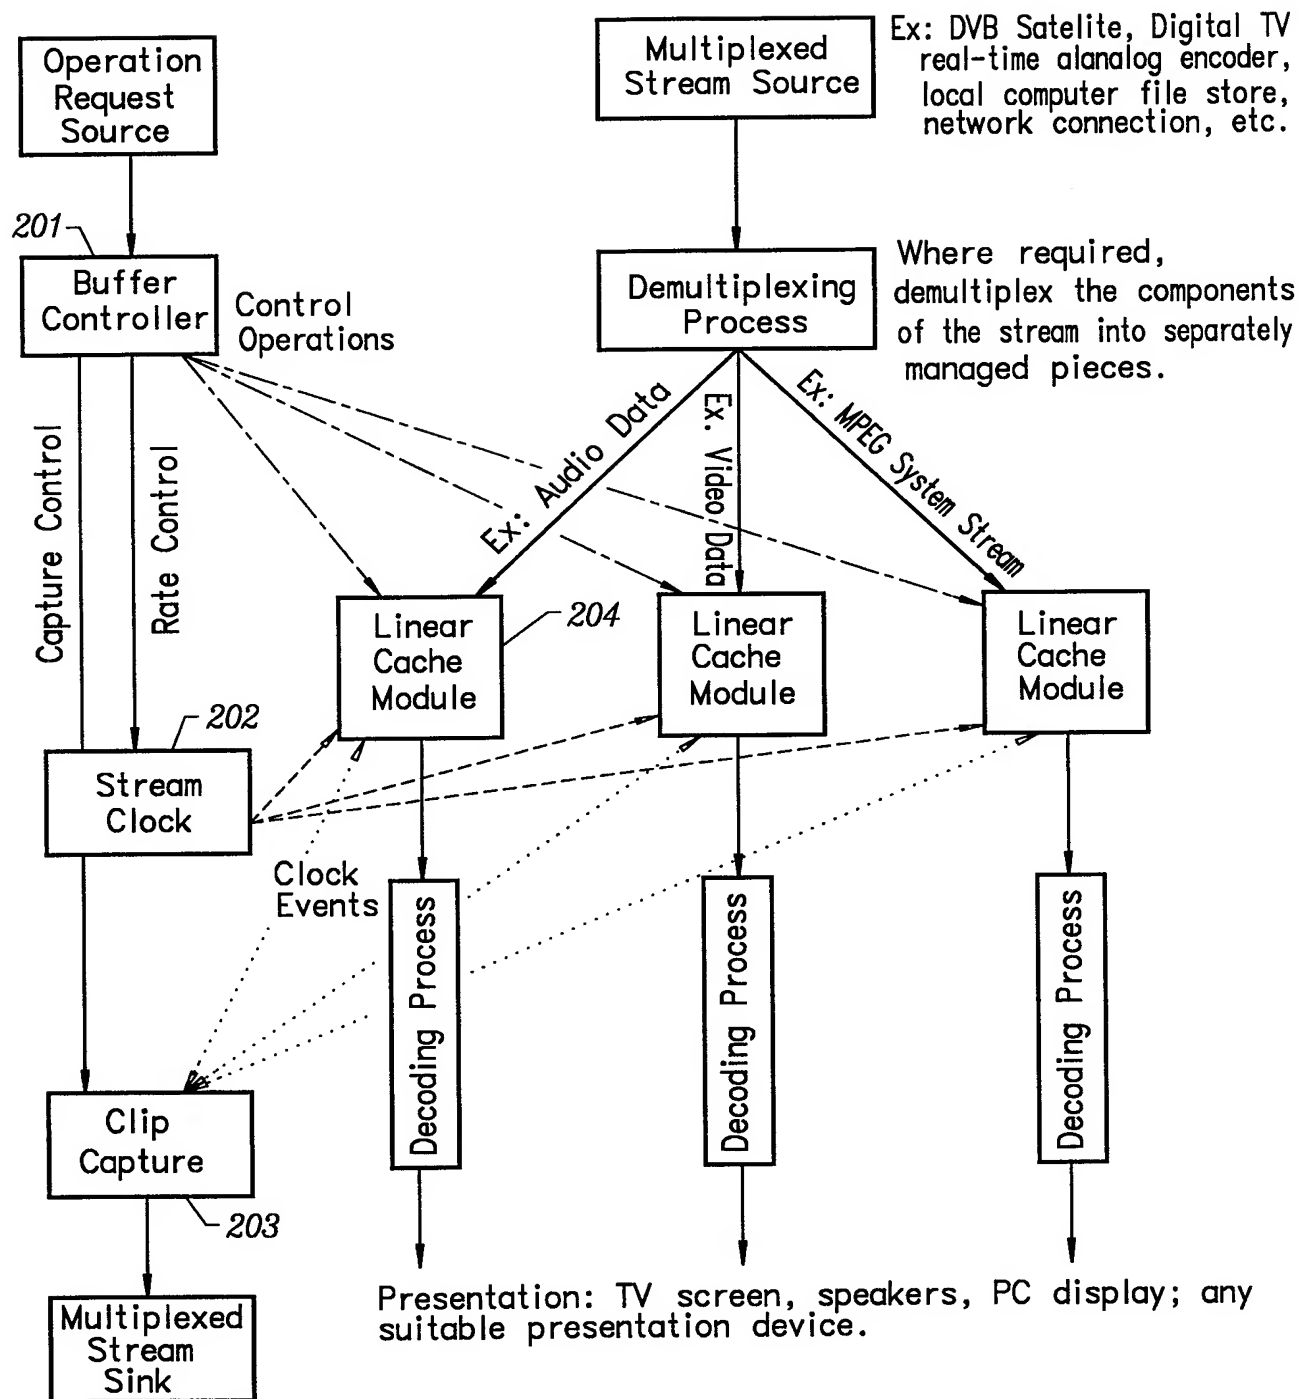 Operation
Request
Source
Multiplexed
Stream Source
Ex: DVB Satelite, Digital TV
real-time alanalog encoder,
local computer file store,
network connection, etc.
201
Buffer
Controller
Control
Operations
Demultiplexing
Process
Where required,
demultiplex the components
of the stream into separately
managed pieces.
Capture Control
Rate Control
Ex: Audio Data
Ex. Video Data
Ex: MPEG System Stream
Linear
Cache
Module
204
Linear
Cache
Module
Linear
Cache
Module
202
Stream
Clock
Clock
Events
Decoding Process
Decoding Process
Decoding Process
Clip
Capture
203
Multiplexed
Stream
Sink
Presentation: TV screen, speakers, PC display; any
suitable presentation device.